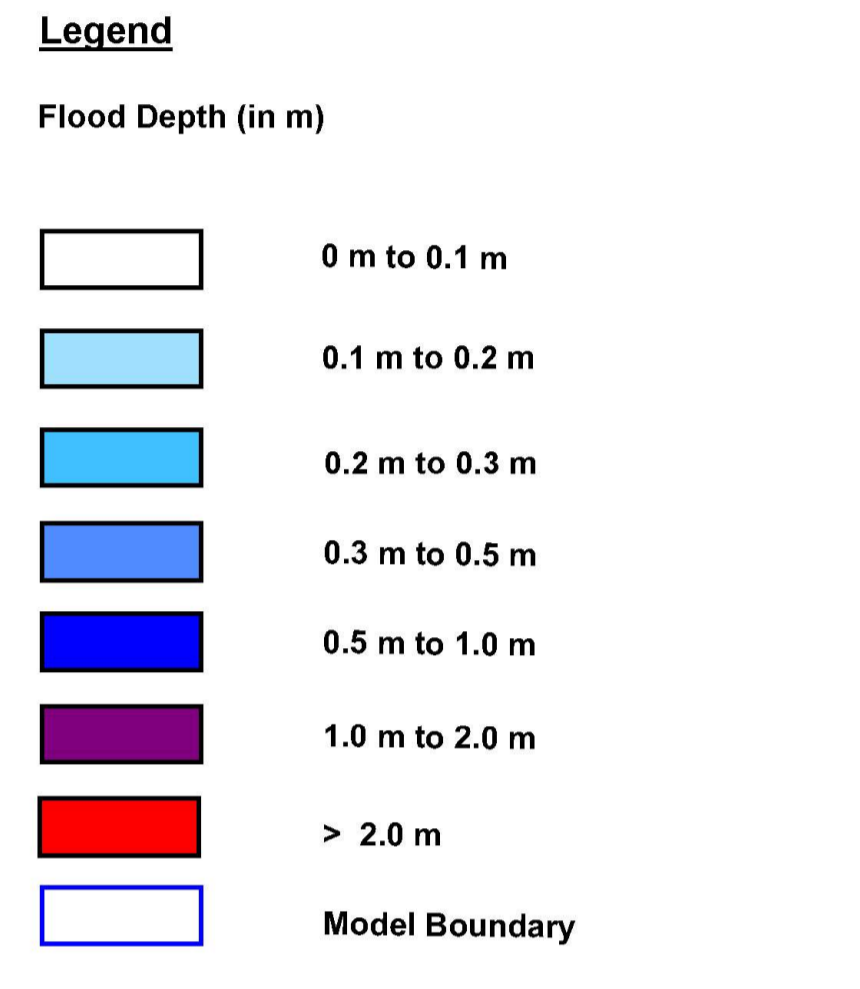 Legend
Flood Depth (in m)
0 m to 0.1 m
0.1 m to 0.2 m
0.2 m to 0.3 m
0.3 m to 0.5 m
0.5 m to 1.0 m
1.0 m to 2.0 m
> 2.0 m
Model Boundary